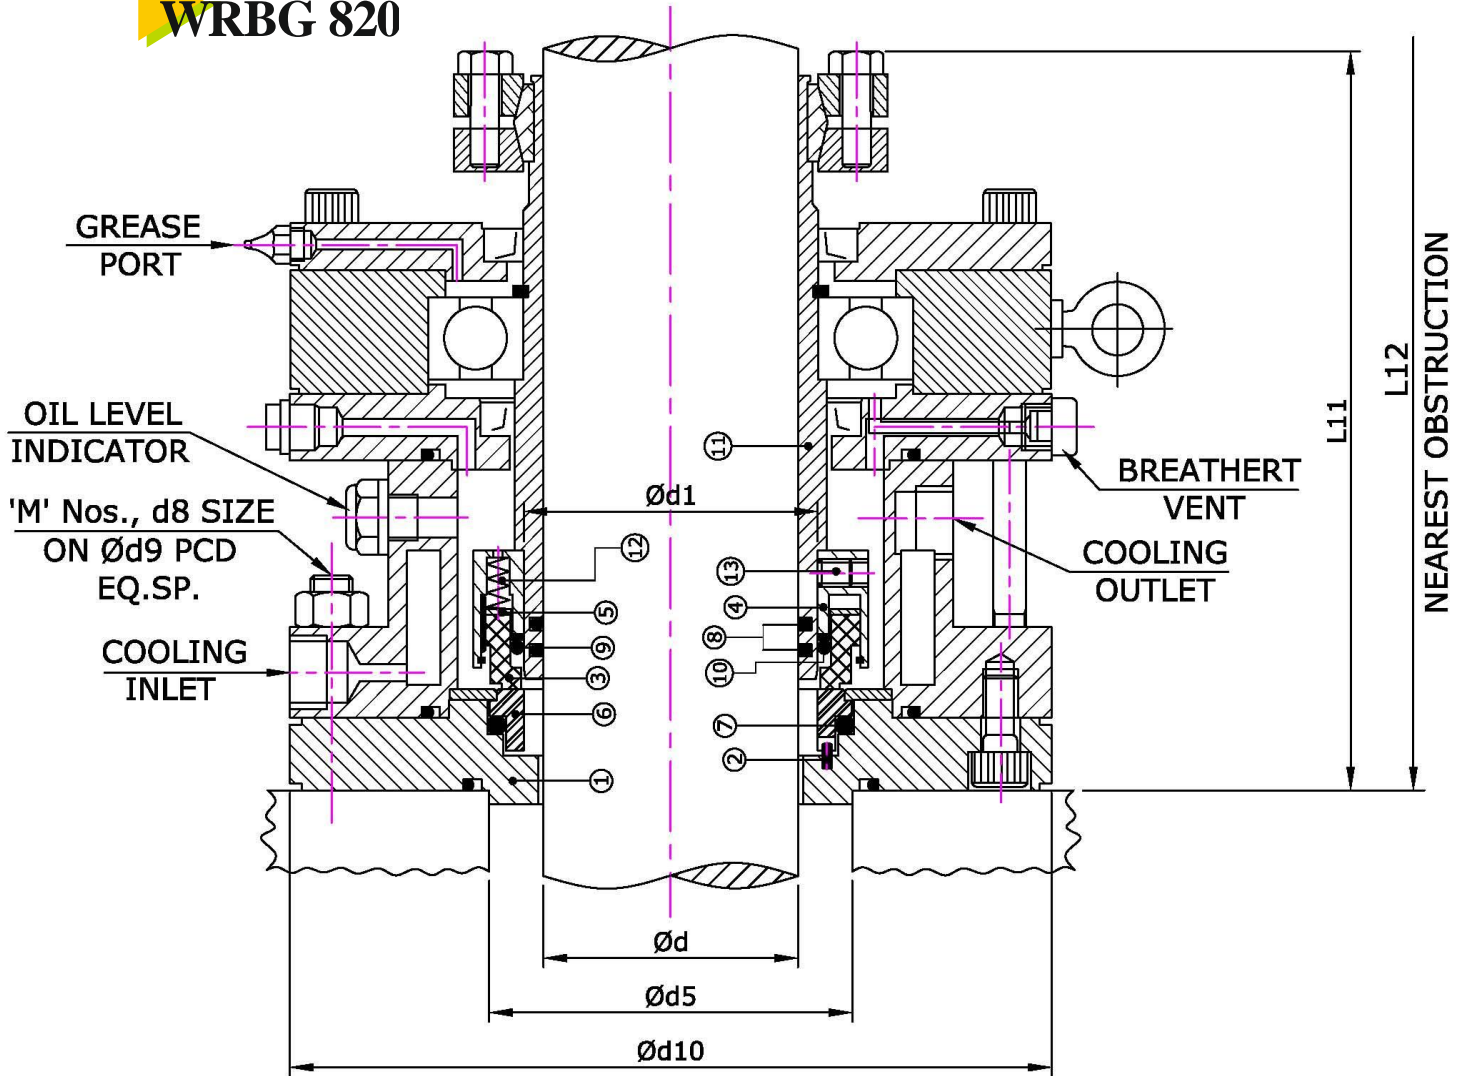 WRBG 820
GREASE
PORT
OIL LEVEL
INDICATOR
'M' Nos., d8 SIZE
ON Ød9 PCD
EQ.SP.
COOLING
INLET
11
Ød1
12
13
5
4
8
9
10
3
6
7
2
1
BREATHERT
VENT
COOLING
OUTLET
L11
L12
NEAREST OBSTRUCTION
Ød
Ød5
Ød10